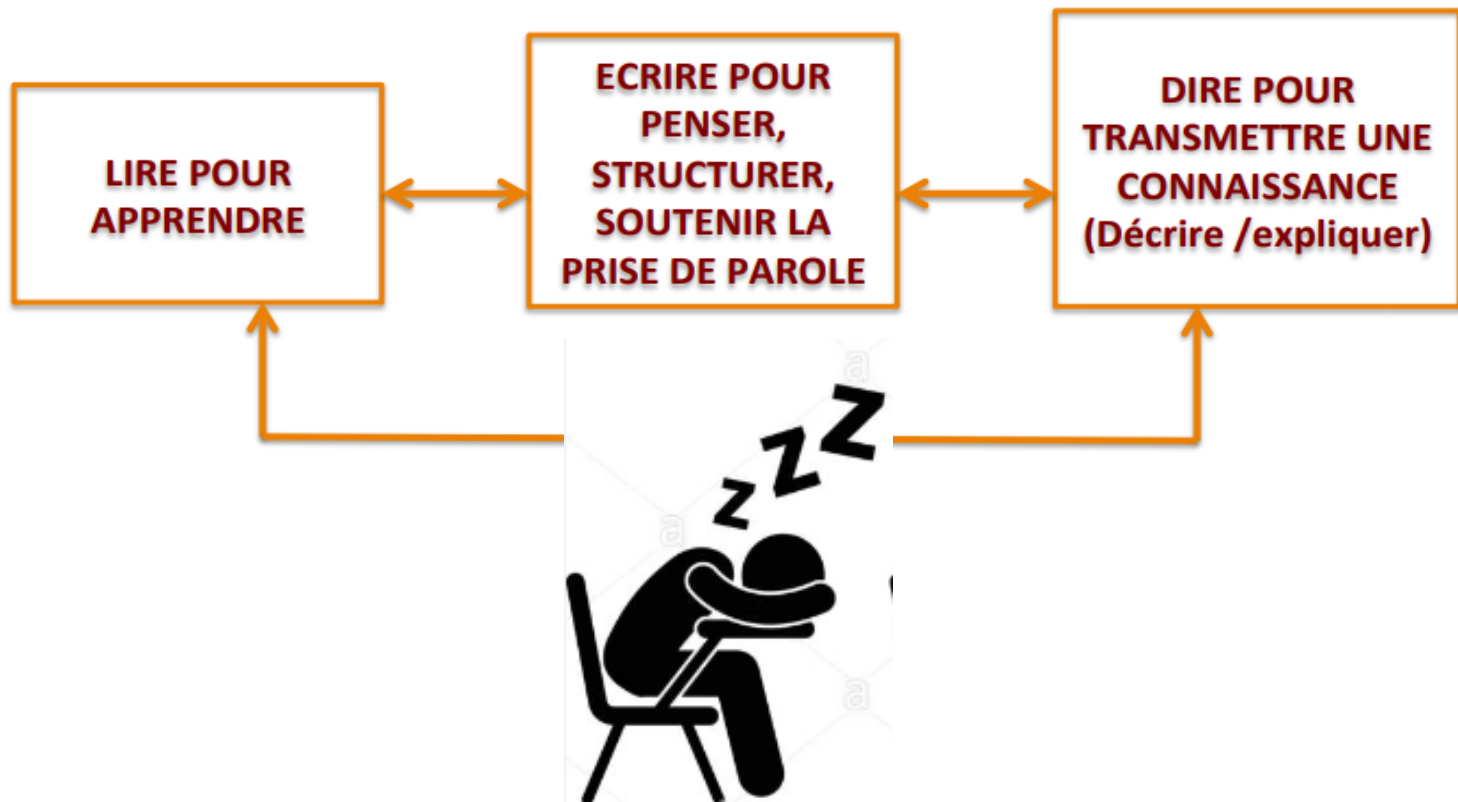 LIRE POUR
APPRENDRE
ECRIRE POUR
PENSER,
STRUCTURER,
SOUTENIR LA
PRISE DE PAROLE
DIRE POUR
TRANSMETTRE UNE
CONNAISSANCE
(Décrire /expliquer)
z
z
z
a
a
a